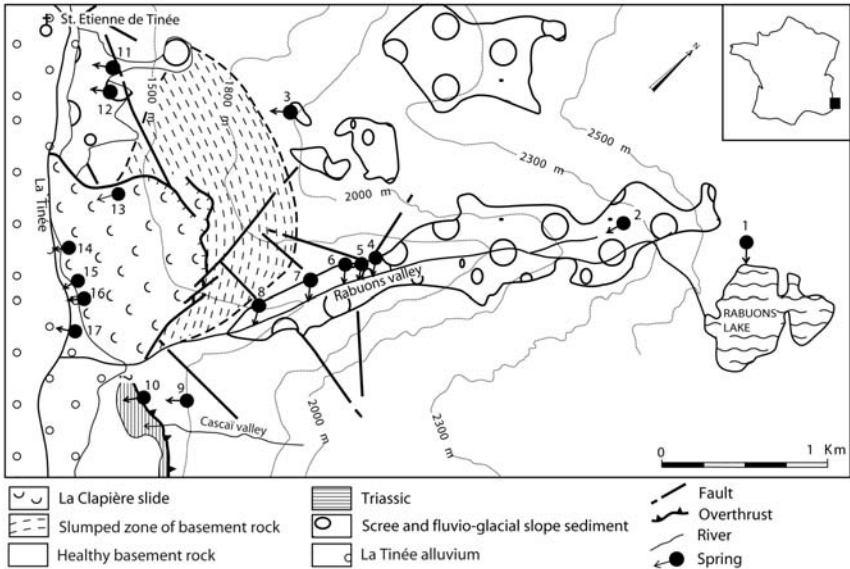 St. Etienne de Tinée
11
12
1500 m
1800 m
3
N
2500 m
2300 m
2000 m
La Tinée
13
14
15
16
17
2
1
6
5
4
7
8
Rabuons valley
RABUONS
LAKE
10
9
?
Cascaï valley
2000 m
2300 m
0
1 Km
La Clapière slide
Slumped zone of basement rock
Healthy basement rock
Triassic
Scree and fluvio-glacial slope sediment
La Tinée alluvium
Fault
Overthrust
River
Spring